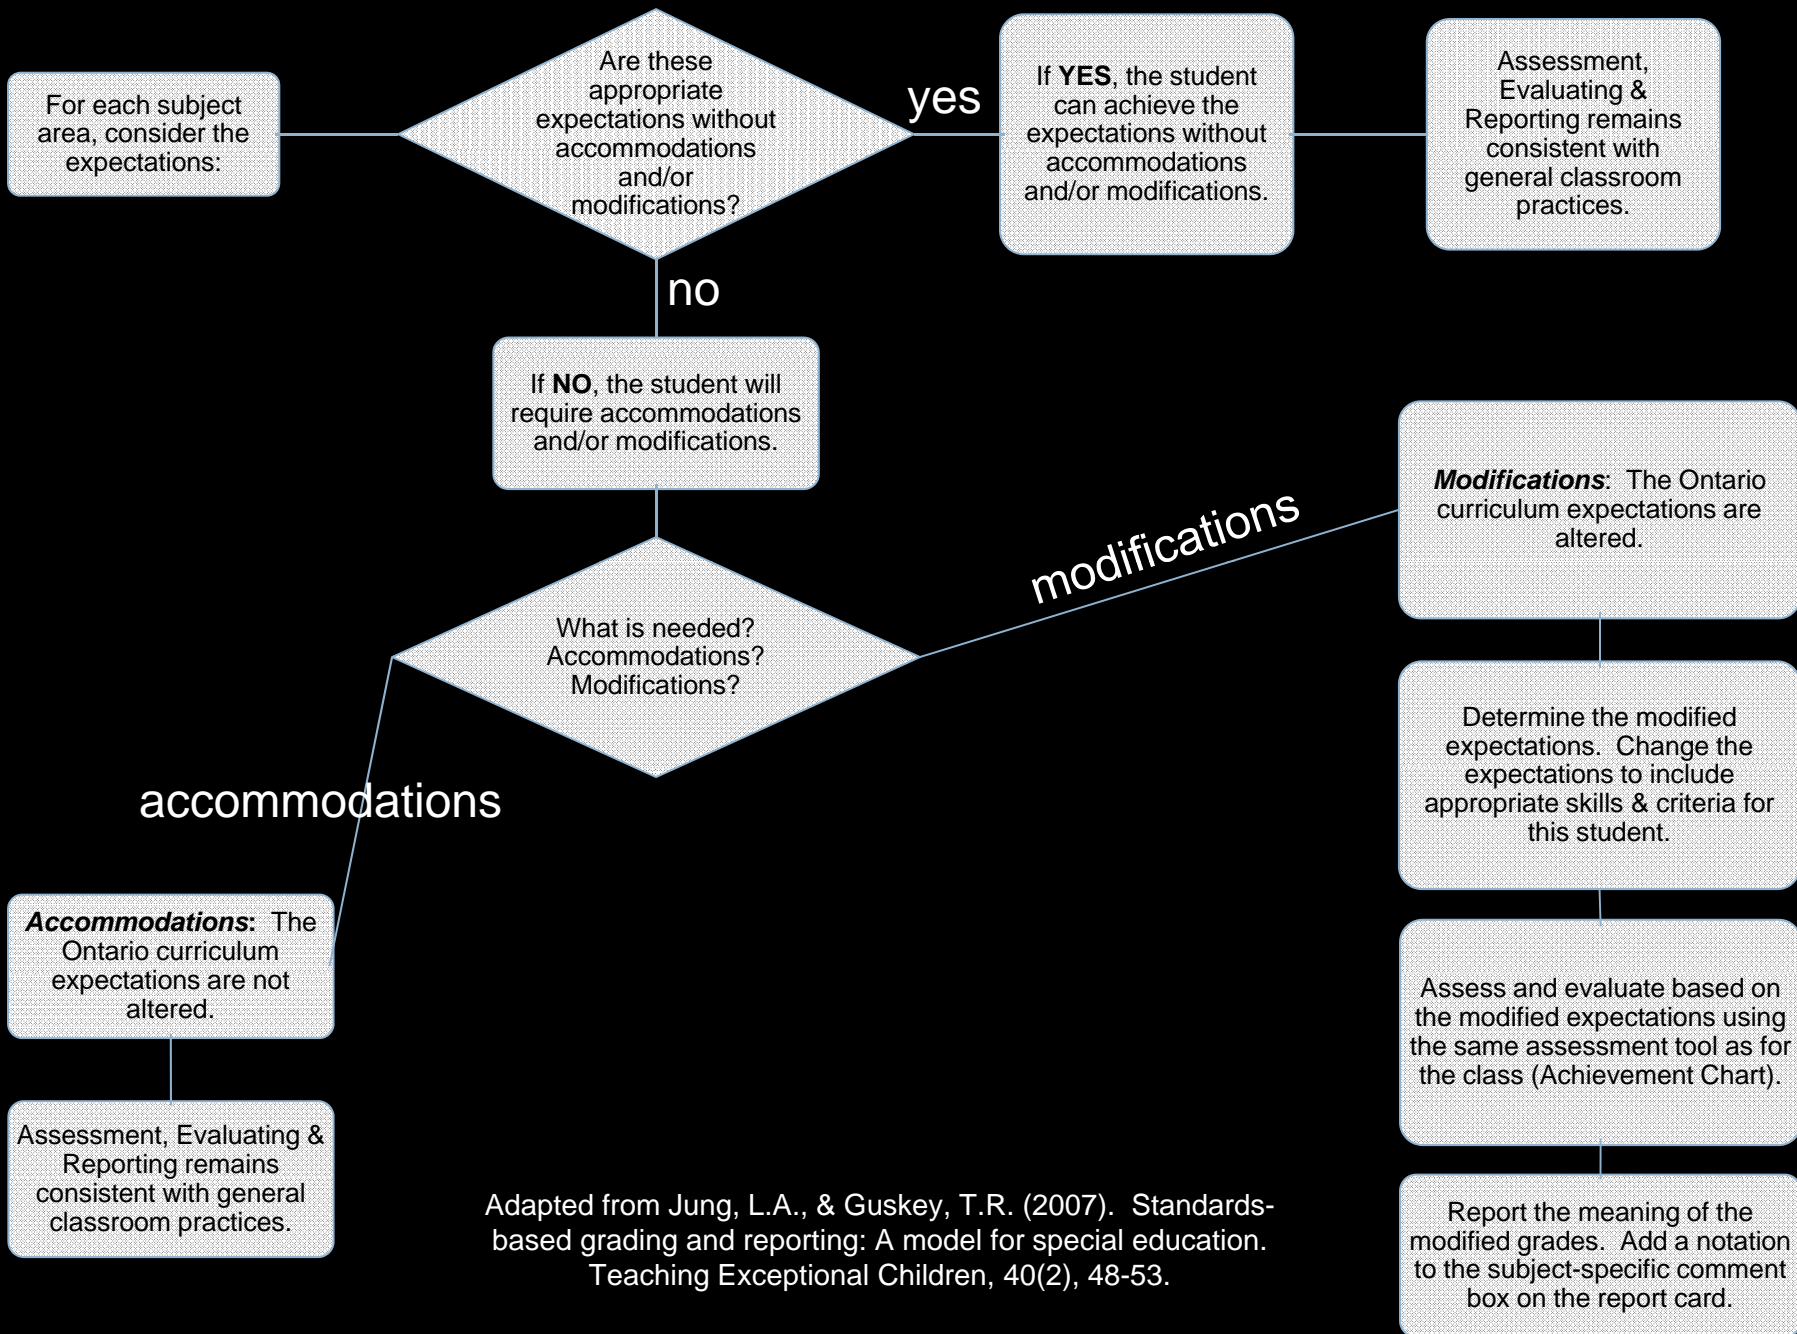 For each subject
area, consider the
expectations:
Are these
appropriate
expectations without
accommodations
and/or
modifications?
yes
If YES, the student
can achieve the
expectations without
accommodations
and/or modifications.
Assessment,
Evaluating &
Reporting remains
consistent with
general classroom
practices.
no
If NO, the student will
require accommodations
and/or modifications.
What is needed?
Accommodations?
Modifications?
modifications
Modifications:  The Ontario
curriculum expectations are
altered.
Determine the modified
expectations.  Change the
expectations to include
appropriate skills & criteria for
this student.
Assess and evaluate based on
the modified expectations using
the same assessment tool as for
the class (Achievement Chart).
Report the meaning of the
modified grades.  Add a notation
to the subject-specific comment
box on the report card.
accommodations
Accommodations:  The
Ontario curriculum
expectations are not
altered.
Assessment, Evaluating &
Reporting remains
consistent with general
classroom practices.
Adapted from Jung, L.A., & Guskey, T.R. (2007).  Standards-
based grading and reporting: A model for special education.
Teaching Exceptional Children, 40(2), 48-53.